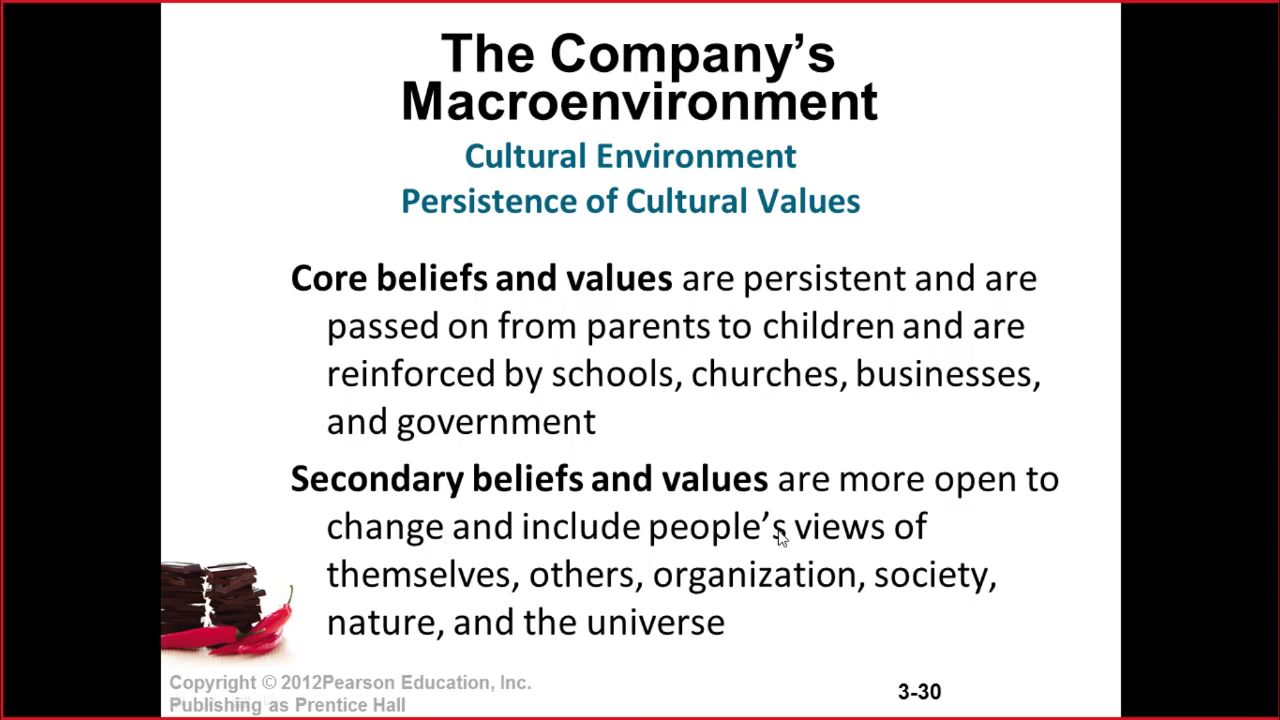 The Company’s
Macroenvironment
Cultural Environment
Persistence of Cultural Values
Core beliefs and values are persistent and are
passed on from parents to children and are
reinforced by schools, churches, businesses,
and government
Secondary beliefs and values are more open to
change and include people’s views of
themselves, others, organization, society,
nature, and the universe
Copyright © 2012Pearson Education, Inc.
Publishing as Prentice Hall
3-30